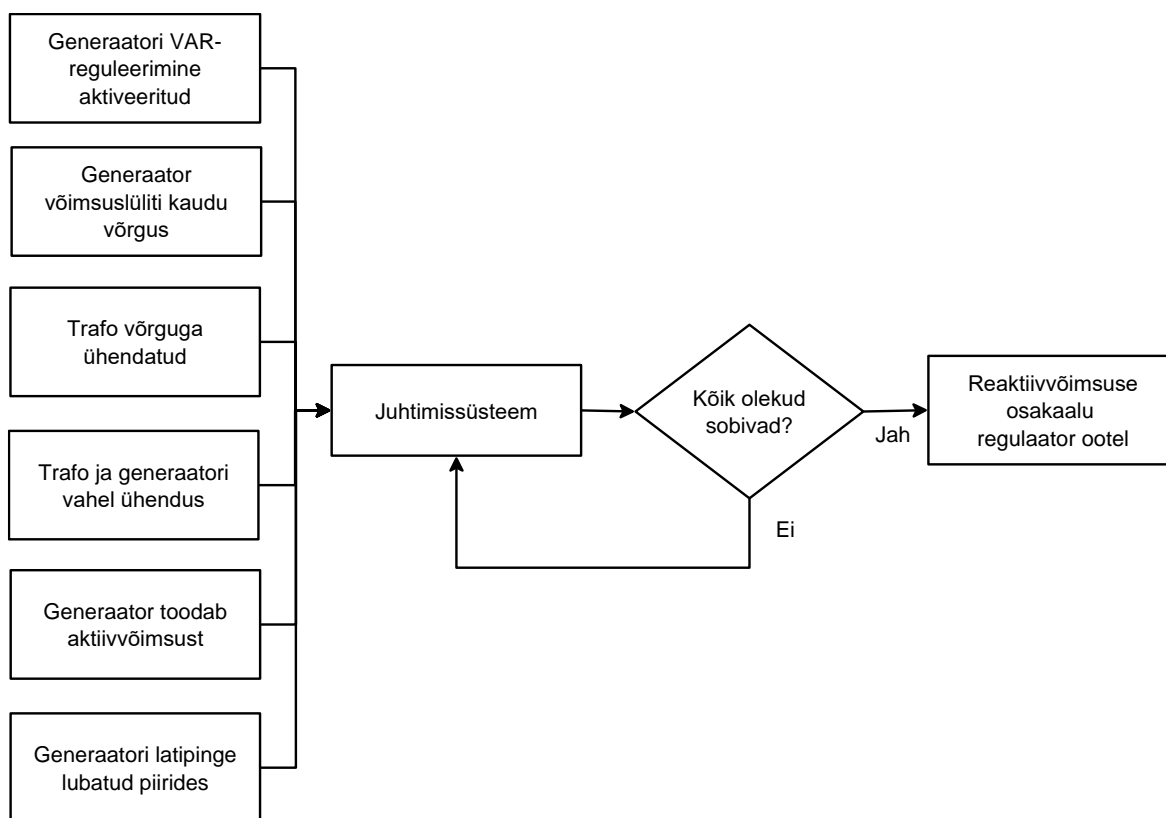 Generaatori VAR-
reguleerimine
aktiveeritud
Generaator
võimsuslüliti kaudu
võrgus
Trafo võrguga
ühendatud
Trafo ja generaatori
vahel ühendus
Generaator toodab
aktiivvõimsust
Generaatori latipinge
lubatud piirides
Juhtimissüsteem
Kõik olekud
sobivad?
Jah
Ei
Reaktiivvõimsuse
osakaalu
regulaator ootel